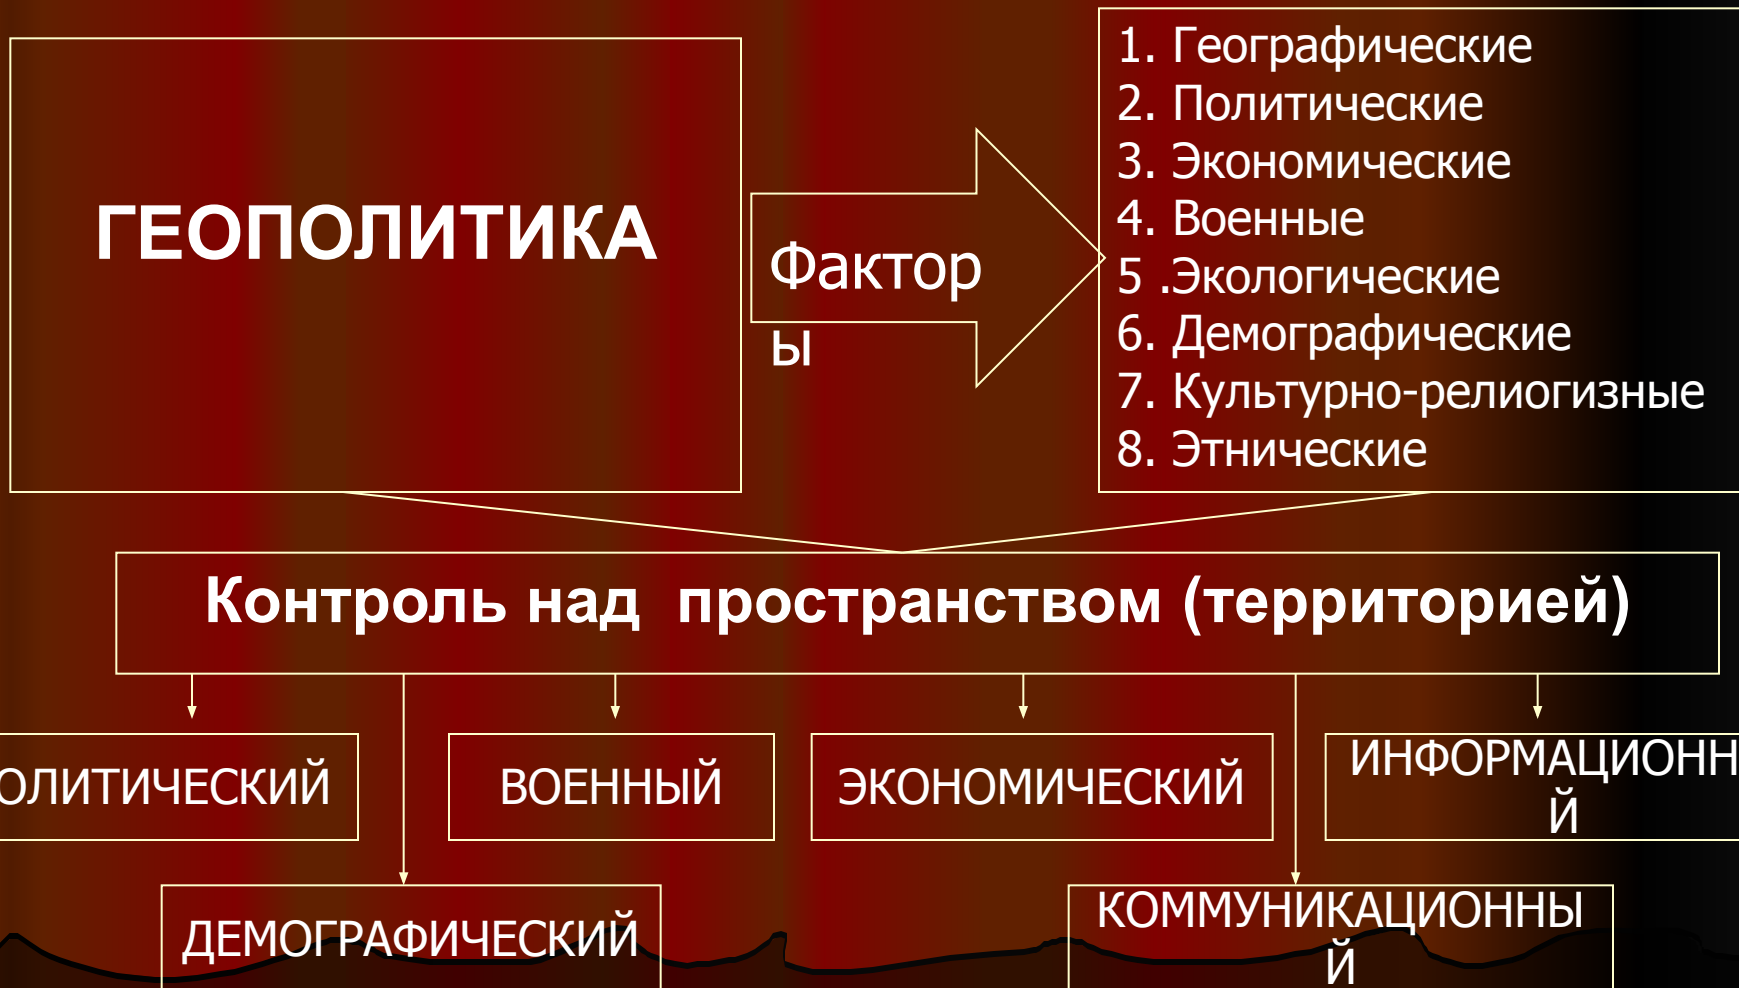 ГЕОПОЛИТИКА
Фактор
ы
1. Географические
2. Политические
3. Экономические
4. Военные
5 .Экологические
6. Демографические
7. Культурно-релиогизные
8. Этнические
Контроль над пространством (территорией)
ОЛИТИЧЕСКИЙ
ВОЕННЫЙ
ЭКОНОМИЧЕСКИЙ
ИНФОРМАЦИОНН
Й
ДЕМОГРАФИЧЕСКИЙ
КОММУНИКАЦИОННЫ
Й